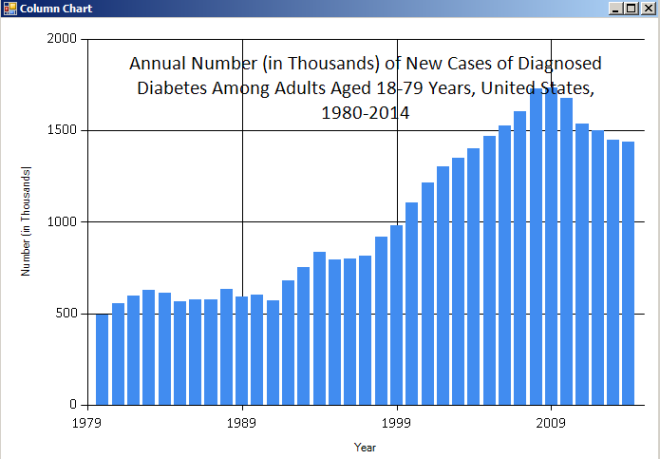 Column Chart
Annual Number (in Thousands) of New Cases of Diagnosed
Diabetes Among Adults Aged 18-79 Years, United States,
1980-2014
2000
1500
1000
500
0
Number (in Thousands)
1979 1989 1999 2009
Year